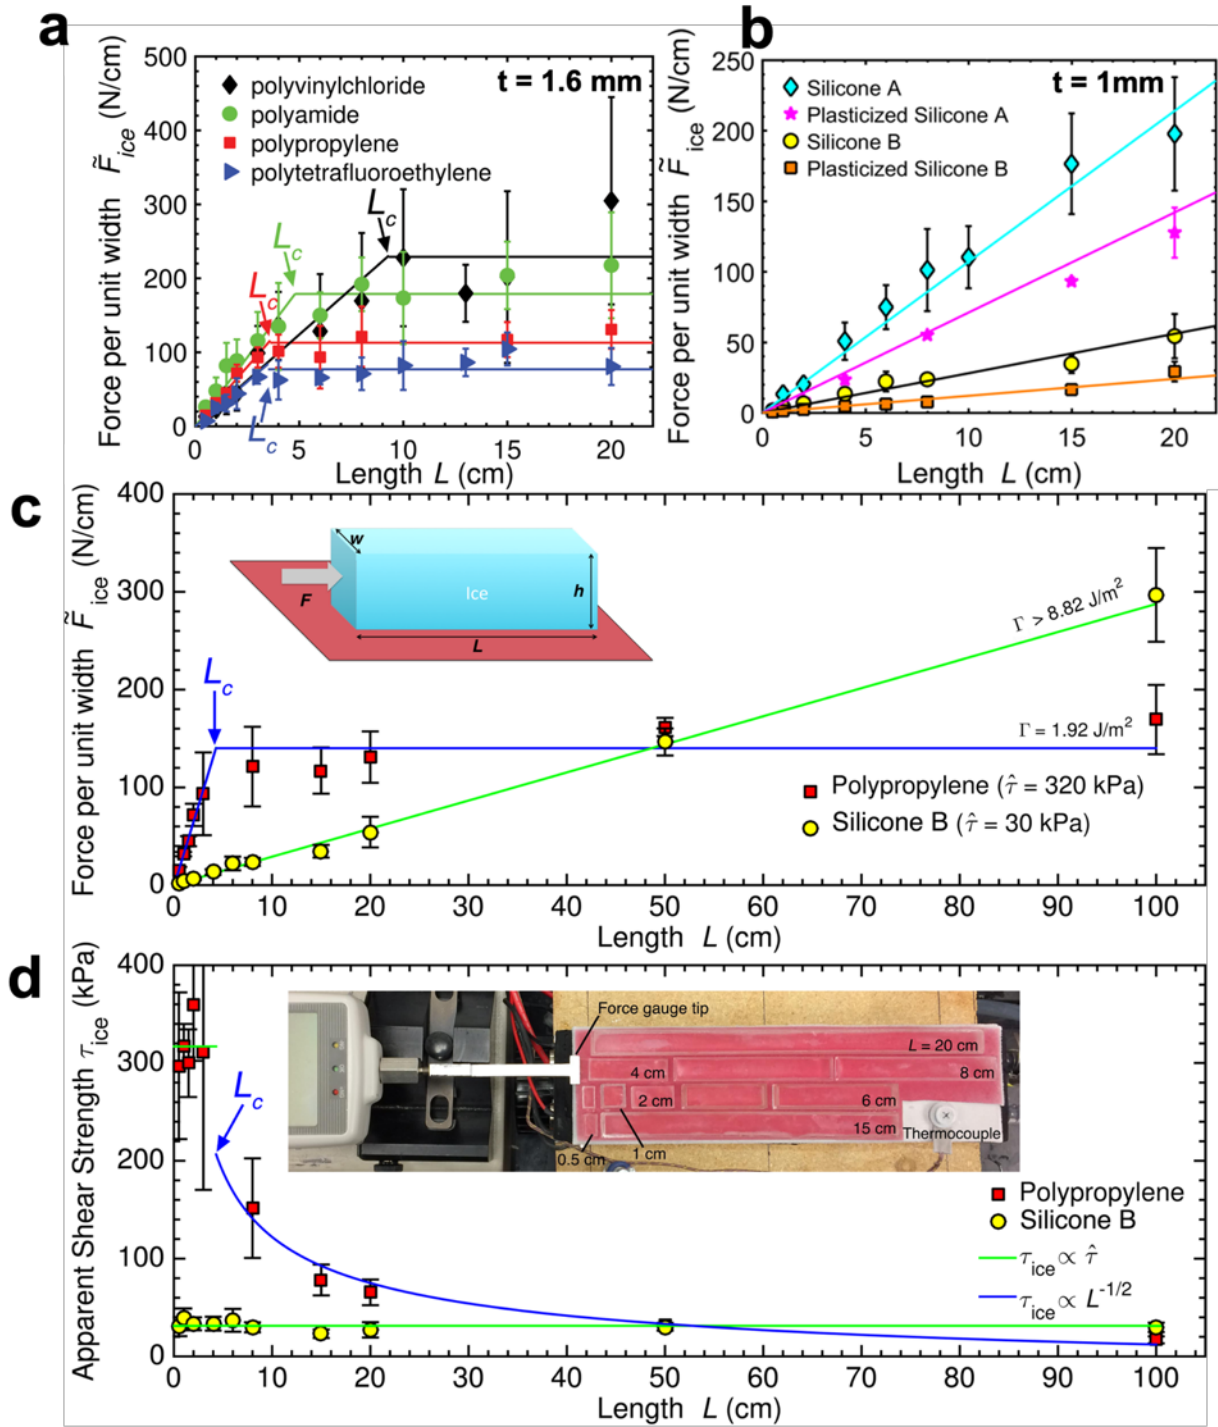 a
t = 1.6 mm
Force per unit width F̃ice (N/cm)
500
400
300
200
100
0
polyvinylchloride
polyamide
polypropylene
polytetrafluoroethylene
Lc
Lc
Lc
Lc
0 5 10 15 20
Length L (cm)
b
t = 1mm
Force per unit width F̃ice (N/cm)
250
200
150
100
50
0
Silicone A
Plasticized Silicone A
Silicone B
Plasticized Silicone B
0 5 10 15 20
Length L (cm)
c
Force per unit width F̃ice (N/cm)
400
300
200
100
0
w
Ice
F
h
L
Lc
Γ > 8.82 J/m²
Γ = 1.92 J/m²
Polypropylene (τ̂ = 320 kPa)
Silicone B (τ̂ = 30 kPa)
0 10 20 30 40 50 60 70 80 90 100
Length L (cm)
d
Apparent Shear Strength τice (kPa)
400
300
200
100
0
Lc
Force gauge tip
L = 20 cm
4 cm
8 cm
2 cm
6 cm
15 cm
Thermocouple
0.5 cm
1 cm
Polypropylene
Silicone B
τice ∝ τ̂
τice ∝ L⁻¹/²
0 10 20 30 40 50 60 70 80 90 100
Length L (cm)